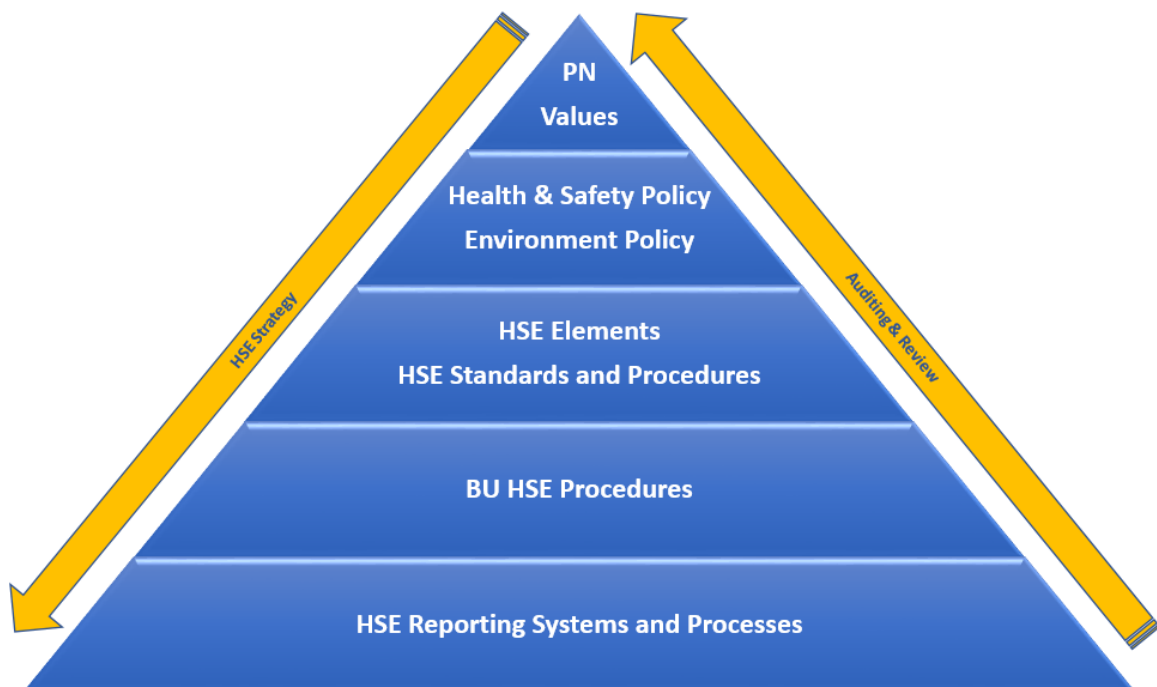 PN
Values
Health & Safety Policy
Environment Policy
HSE Elements
HSE Standards and Procedures
BU HSE Procedures
HSE Reporting Systems and Processes
HSE Strategy
Auditing & Review